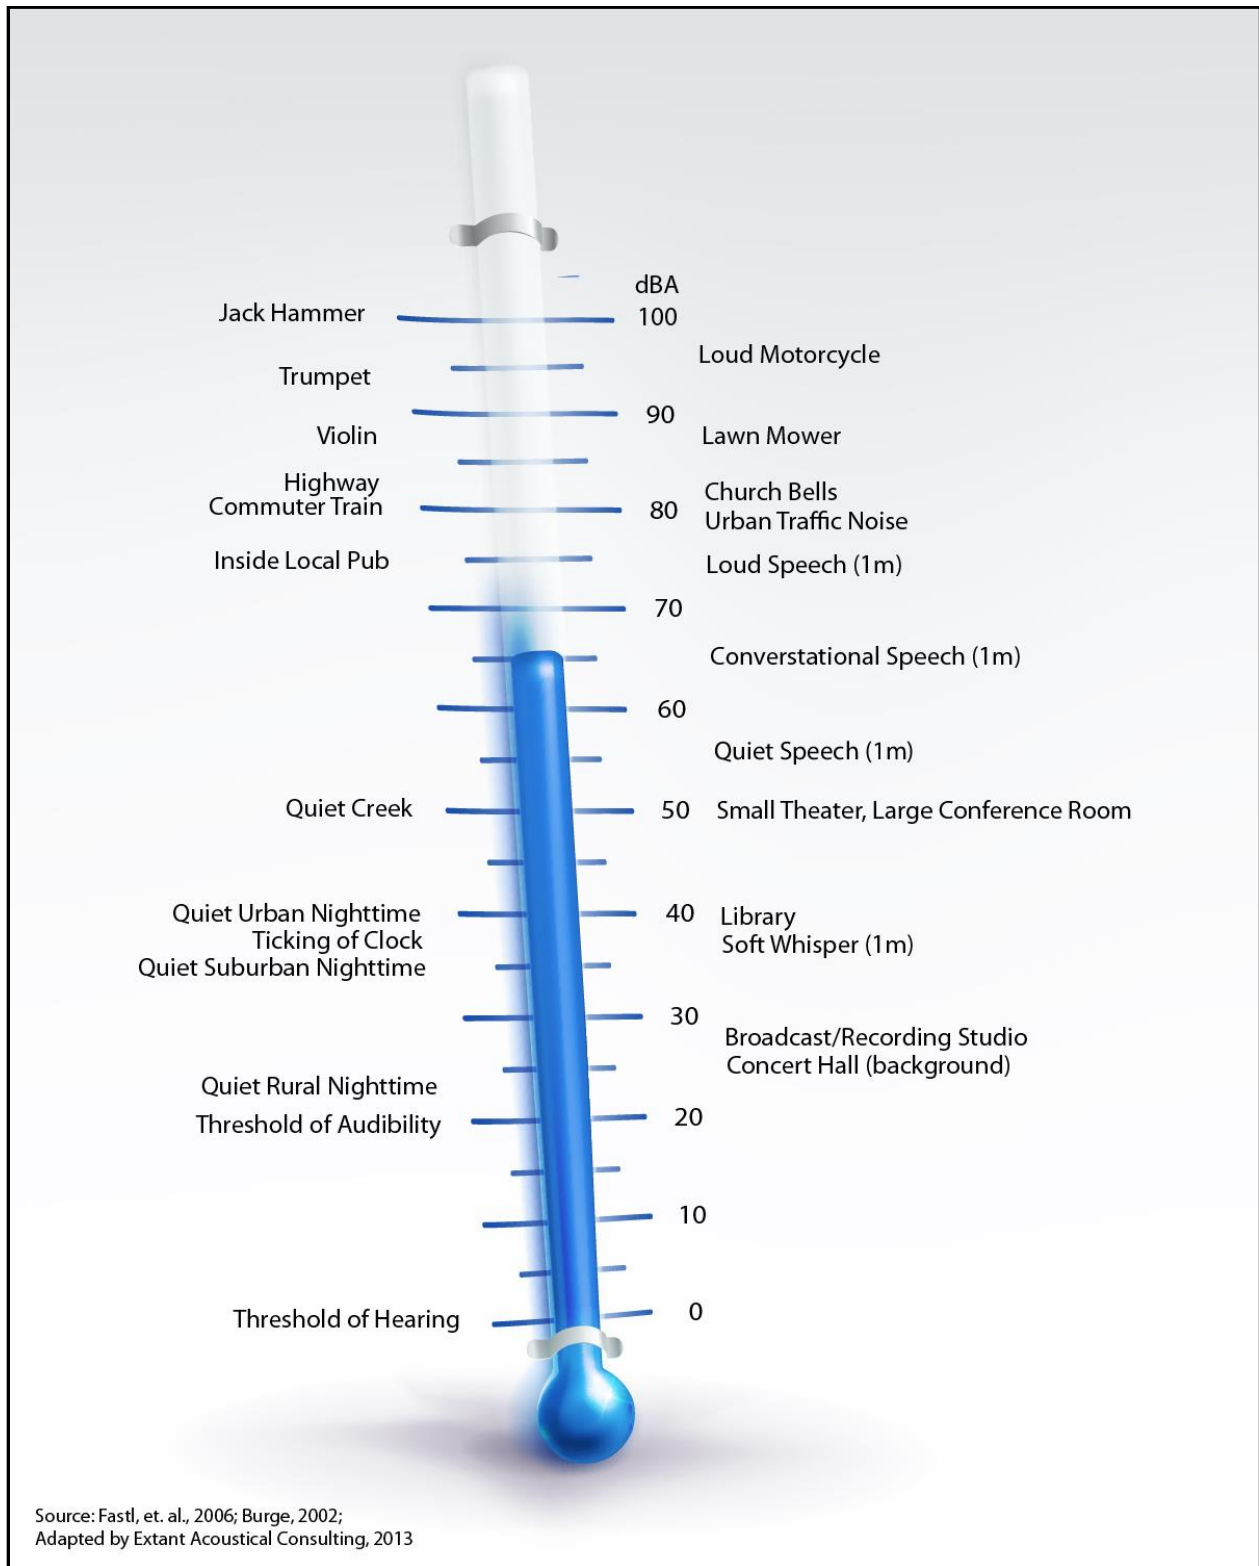 dBA
Jack Hammer
100
Loud Motorcycle
Trumpet
90
Violin
Lawn Mower
Highway
Commuter Train
80
Church Bells
Urban Traffic Noise
Inside Local Pub
Loud Speech (1m)
70
Converstational Speech (1m)
60
Quiet Speech (1m)
Quiet Creek
50
Small Theater, Large Conference Room
Quiet Urban Nighttime
Ticking of Clock
Quiet Suburban Nighttime
40
Library
Soft Whisper (1m)
30
Broadcast/Recording Studio
Concert Hall (background)
Quiet Rural Nighttime
Threshold of Audibility
20
10
Threshold of Hearing
0
Source: Fastl, et. al., 2006; Burge, 2002;
Adapted by Extant Acoustical Consulting, 2013